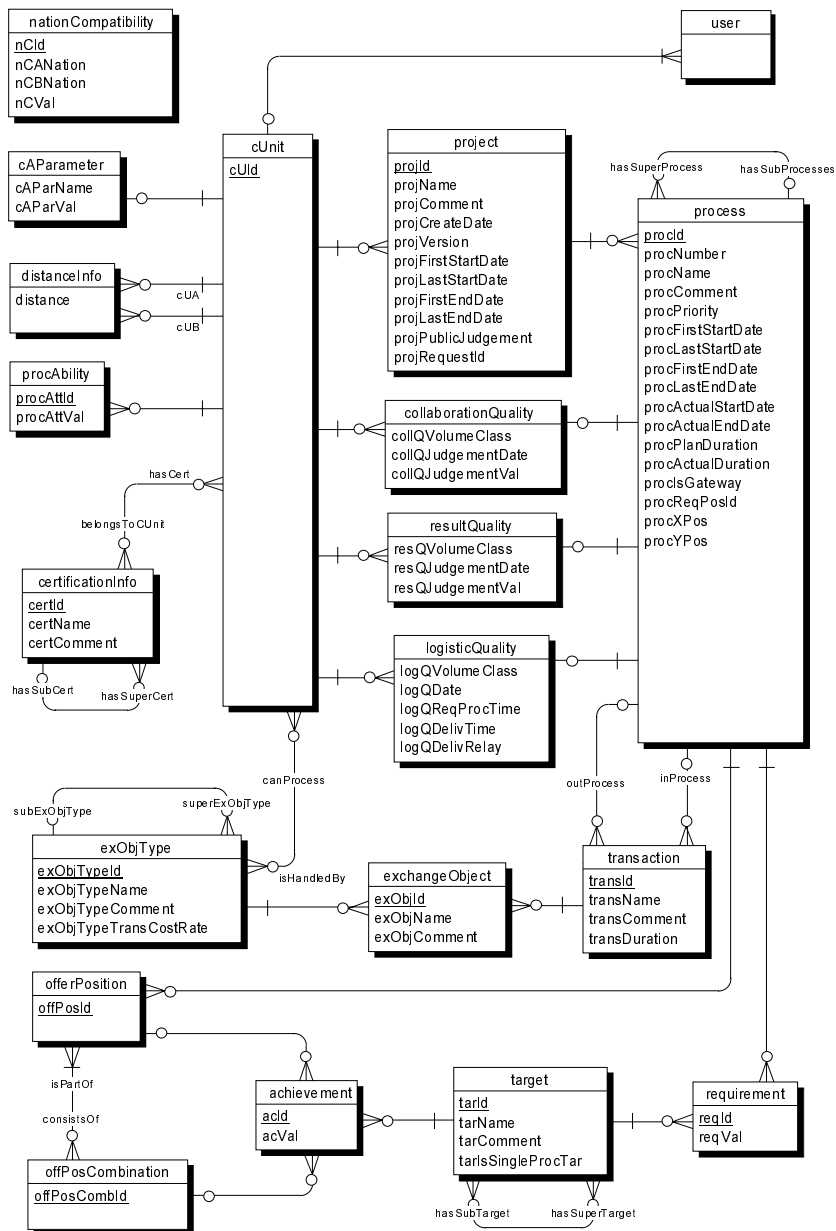 nationCompatibility
nCId
nCANation
nCBNation
nCVal
user
cUnit
cUId
cAParameter
cAParName
cAParVal
distanceInfo
distance
cUA
cUB
procAbility
procAttId
procAttVal
hasCert
belongsToCUnit
certificationInfo
certId
certName
certComment
hasSubCert
hasSuperCert
project
projId
projName
projComment
projCreateDate
projVersion
projFirstStartDate
projLastStartDate
projFirstEndDate
projLastEndDate
projPublicJudgement
projRequestId
collaborationQuality
collQVolumeClass
collQJudgementDate
collQJudgementVal
resultQuality
resQVolumeClass
resQJudgementDate
resQJudgementVal
logisticQuality
logQVolumeClass
logQDate
logQReqProcTime
logQDelivTime
logQDelivRelay
hasSuperProcess
hasSubProcesses
process
procId
procNumber
procName
procComment
procPriority
procFirstStartDate
procLastStartDate
procFirstEndDate
procLastEndDate
procActualStartDate
procActualEndDate
procPlanDuration
procActualDuration
procIsGateway
procReqPosId
procXPos
procYPos
canProcess
outProcess
inProcess
subExObjType
superExObjType
exObjType
exObjTypeId
exObjTypeName
exObjTypeComment
exObjTypeTransCostRate
isHandledBy
exchangeObject
exObjId
exObjName
exObjComment
transaction
transId
transName
transComment
transDuration
offerPosition
offPosId
isPartOf
consistsOf
offPosCombination
offPosCombId
achievement
acId
acVal
target
tarId
tarName
tarComment
tarIsSingleProcTar
hasSubTarget
hasSuperTarget
requirement
reqId
reqVal